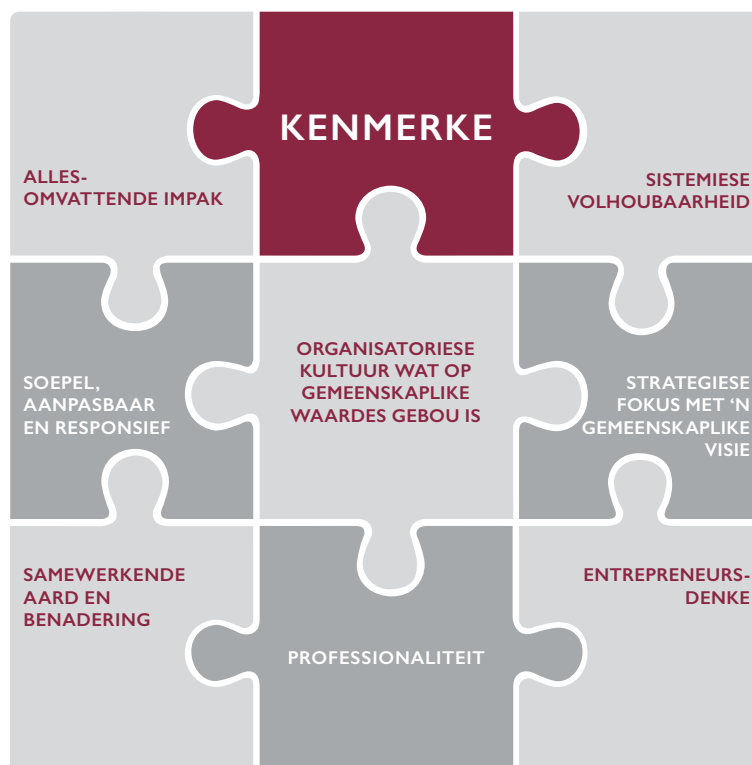 KENMERKE
ALLES-
OMVATTENDE IMPAK
SISTEMIESE
VOLHOUBAARHEID
SOEPEL,
AANPASBAAR
EN RESPONSIEF
ORGANISATORIESE
KULTUUR WAT OP
GEMEENSKAPLIKE
WAARDES GEBOU IS
STRATEGIESE
FOKUS MET ‘N
GEMEENSKAPLIKE
VISIE
SAMEWERKENDE
AARD EN
BENADERING
PROFESSIONALITEIT
ENTREPRENEURS-
DENKE